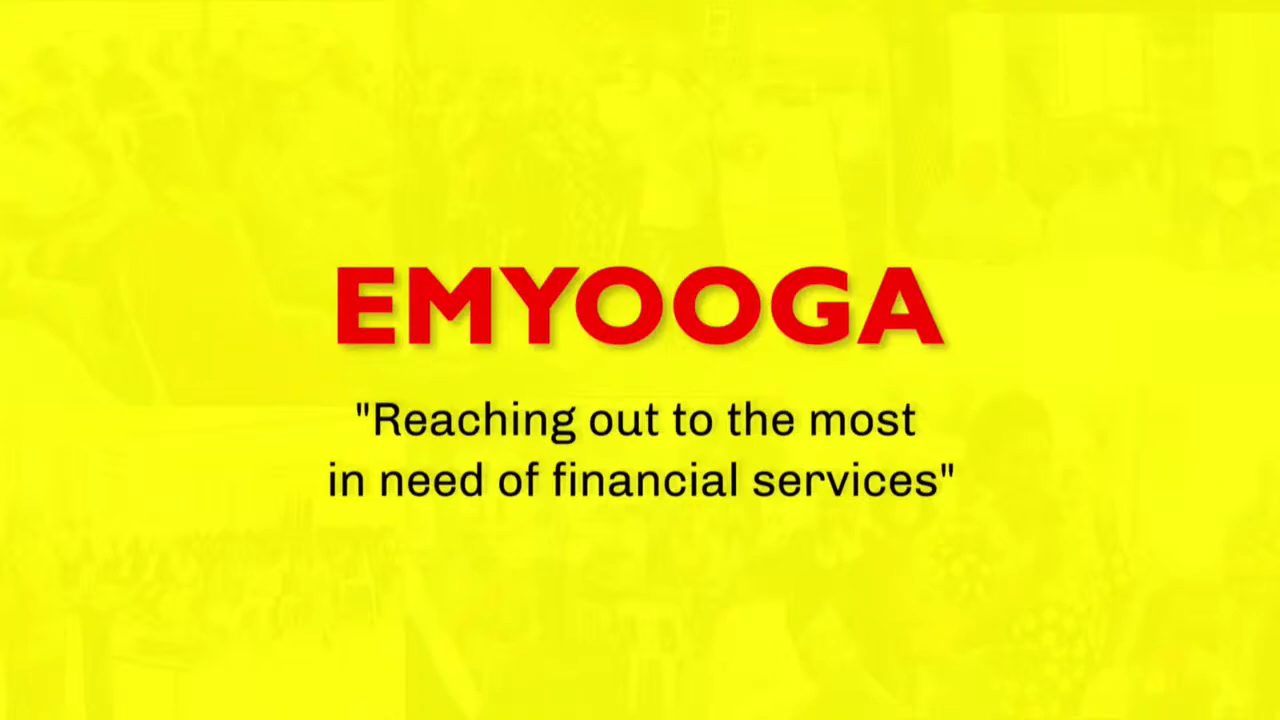 EMYOOGA
"Reaching out to the most
in need of financial services"